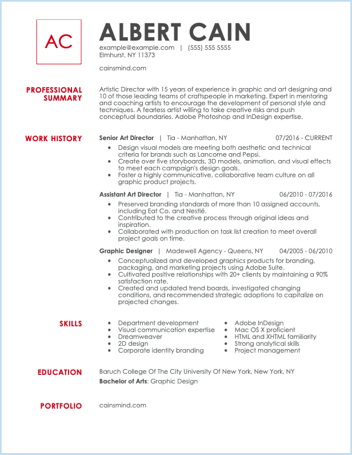 AC
ALBERT CAIN
example@example.com | (555) 555 5555
Elmhurst, NY 11373
cainsmind.com
PROFESSIONAL SUMMARY
Artistic Director with 15 years of experience in graphic and art designing and
10 of those leading teams of craftspeople in marketing. Expert in mentoring
and coaching artists to encourage the development of personal style and
techniques. A fearless artist willing to take creative risks and push
conceptual boundaries. Adobe Photoshop and InDesign expertise.
WORK HISTORY
Senior Art Director | Tia - Manhattan, NY 07/2016 - CURRENT
• Design visual models are meeting both aesthetic and technical
criteria for brands such as Lancome and Pepsi.
• Create over five storyboards, 3D models, animation, and visual effects
to meet each campaign's design goals.
• Foster a highly communicative, collaborative team culture on all
graphic product projects.
Assistant Art Director | Tia - Manhattan, NY 06/2010 - 07/2016
• Preserved branding standards of more than 10 assigned accounts,
including Eat Co. and Nestlé.
• Contributed to the creative process through original ideas and
inspiration.
• Collaborated with production on task list creation to meet overall
project goals on time.
Graphic Designer | Madewell Agency - Queens, NY 04/2005 - 06/2010
• Conceptualized and developed graphics products for branding,
packaging, and marketing projects using Adobe Suite.
• Cultivated positive relationships with 20+ clients by maintaining a 90%
satisfaction rate.
• Created and updated trend boards, investigated changing
conditions, and recommended strategic adoptions to capitalize on
projected changes.
SKILLS
• Department development
• Visual communication expertise
• Dreamweaver
• 2D design
• Corporate identity branding
• Adobe InDesign
• Mac OS X proficient
• HTML and XHTML familiarity
• Strong analytical skills
• Project management
EDUCATION
Baruch College Of The City University Of New York, New York, NY
Bachelor of Arts: Graphic Design
PORTFOLIO
cainsmind.com